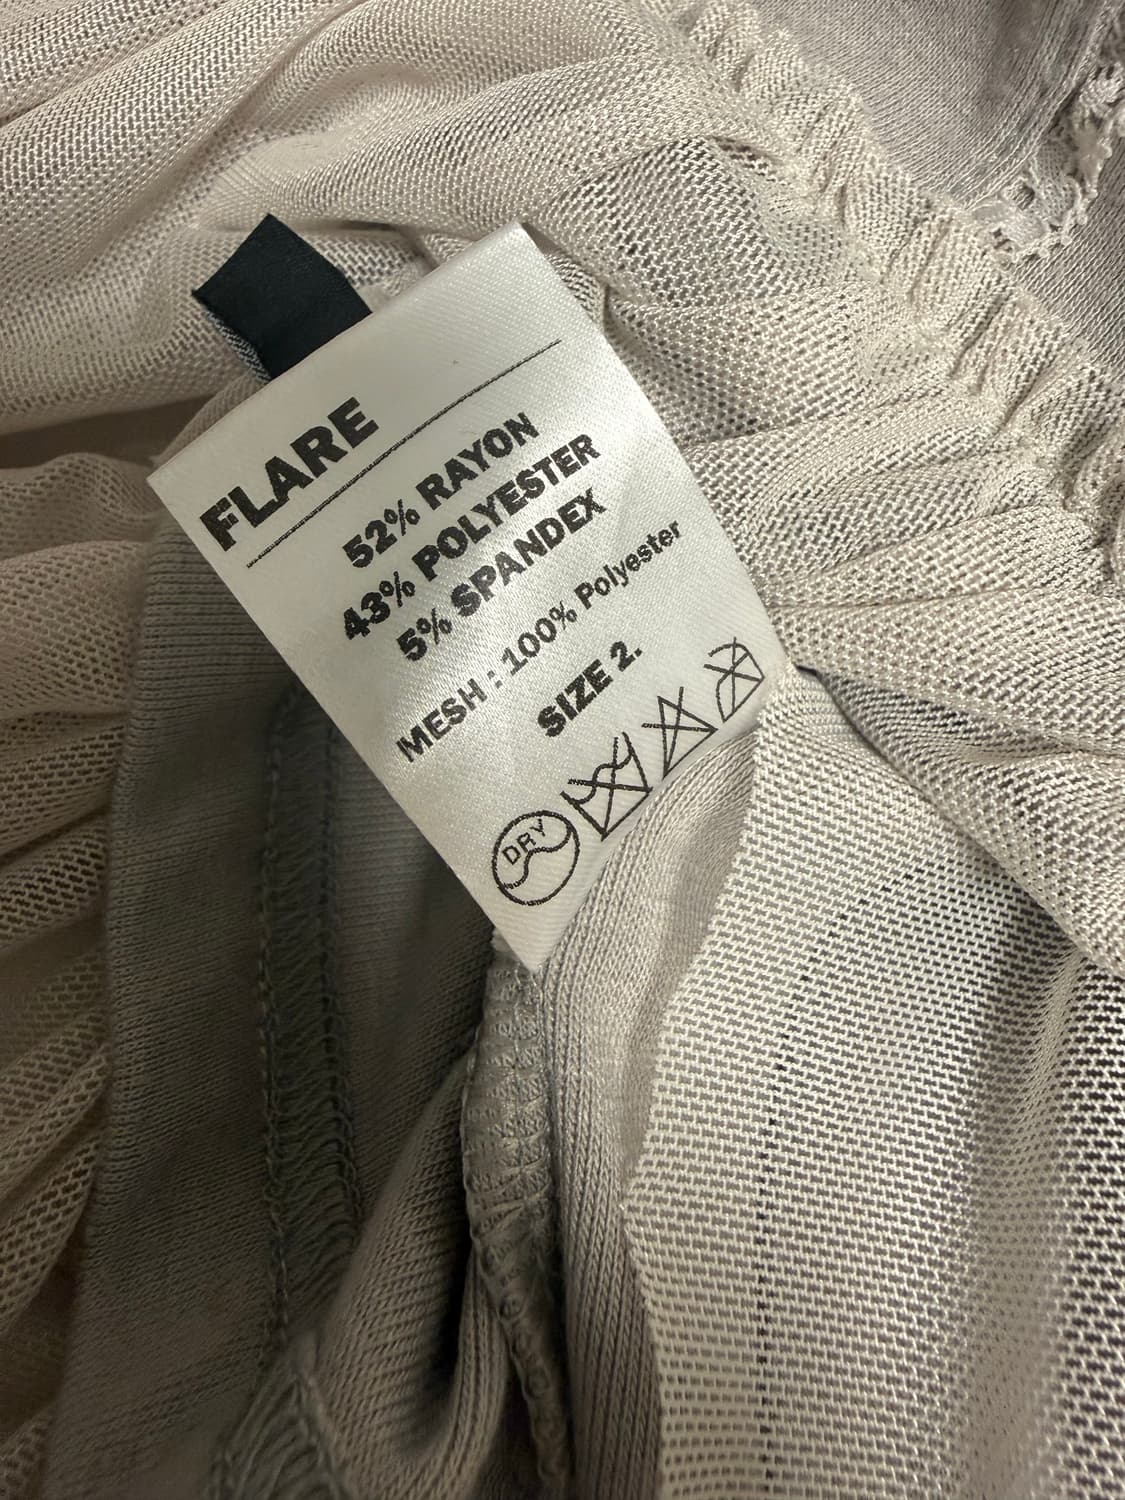 FLARE
52% RAYON
43% POLYESTER
5% SPANDEX
MESH : 100% Polyester
SIZE 2.
DRY